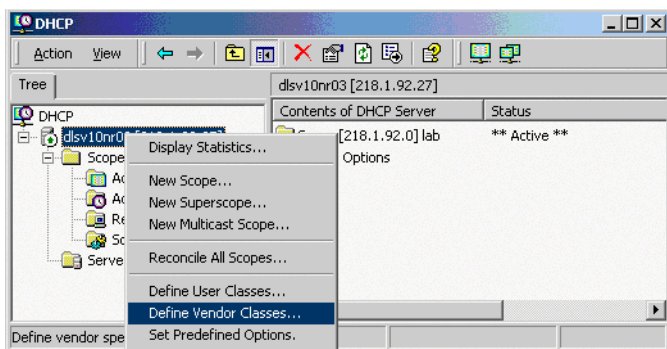 DHCP
Action View
Tree
dlsv10nr03 [218.1.92.27]
DHCP
Contents of DHCP Server Status
[218.1.92.0] lab ** Active **
Scope
Options
Serve
Display Statistics...
New Scope...
New Superscope...
New Multicast Scope...
Reconcile All Scopes...
Define User Classes...
Define Vendor Classes...
Set Predefined Options.
Define vendor spe